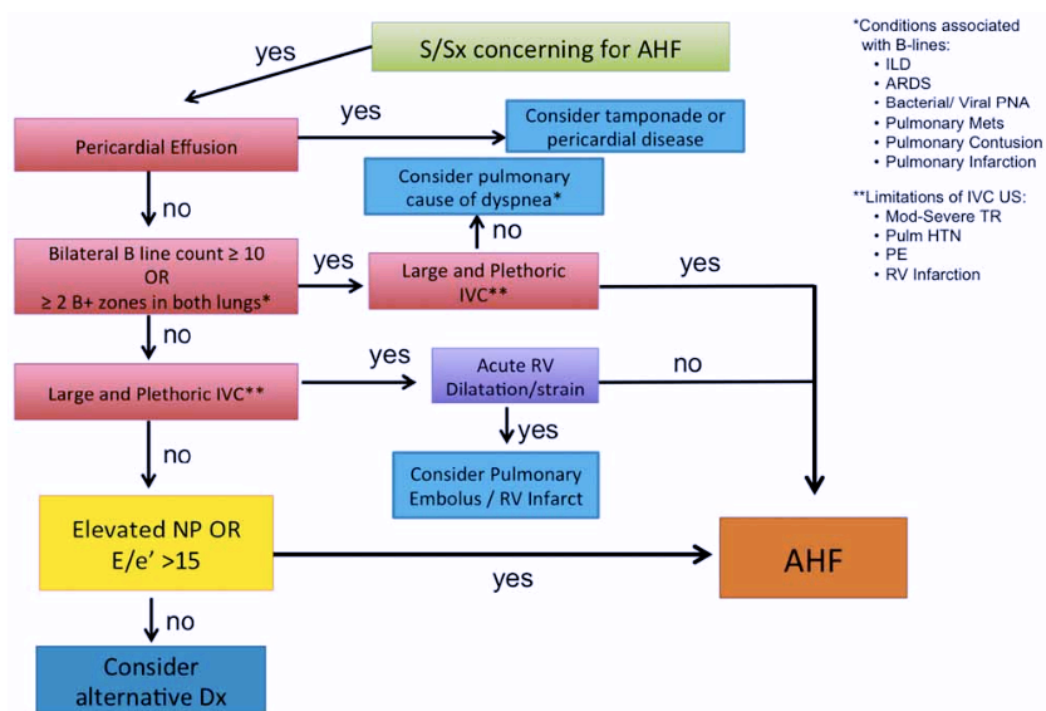 S/Sx concerning for AHF
yes
Pericardial Effusion
yes
Consider tamponade or
pericardial disease
no
Consider pulmonary
cause of dyspnea*
no
Bilateral B line count ≥ 10
OR
≥ 2 B+ zones in both lungs*
yes
Large and Plethoric
IVC**
yes
no
Large and Plethoric IVC**
yes
Acute RV
Dilatation/strain
no
yes
Consider Pulmonary
Embolus / RV Infarct
no
Elevated NP OR
E/e’ >15
yes
AHF
no
Consider
alternative Dx
*Conditions associated
with B-lines:
• ILD
• ARDS
• Bacterial/ Viral PNA
• Pulmonary Mets
• Pulmonary Contusion
• Pulmonary Infarction
**Limitations of IVC US:
• Mod-Severe TR
• Pulm HTN
• PE
• RV Infarction